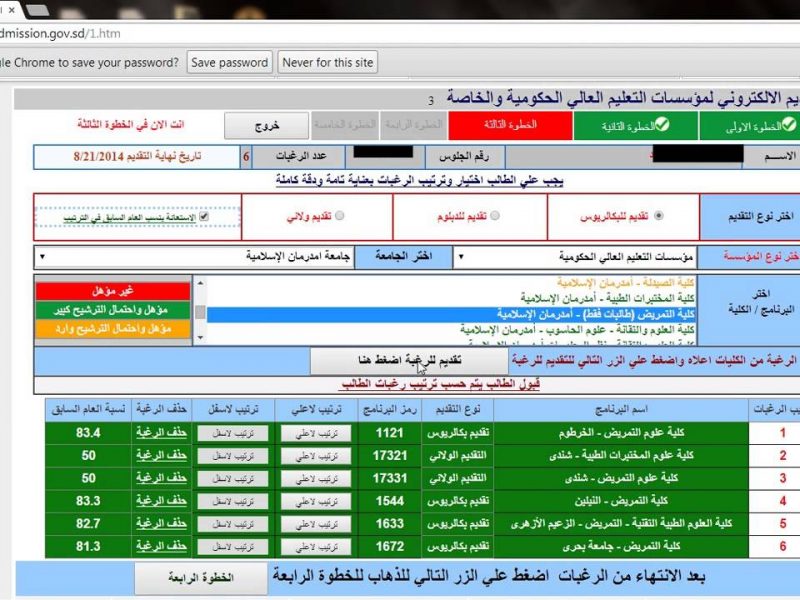 dmission.gov.sd/1.htm
le Chrome to save your password? Save password Never for this site
يم الالكتروني لمؤسسات التعليم العالي الحكومية والخاصة 3
الخطوة الاولى الخطوة الثانية الخطوة الثالثة الخطوة الرابعة الخطوة الخامسة خروج انت الان في الخطوة الثالثة
الاســم رقم الجلوس عدد الرغبات 6 تاريخ نهاية التقديم 8/21/2014
يجب علي الطالب اختيار وترتيب الرغبات بعناية تامة ودقة كاملة
اختر نوع التقديم تقديم للبكالريوس تقديم للدبلوم تقديم ولائي الاستعانة بنسب العام السابق في الترتيب
ختر نوع المؤسسة مؤسسات التعليم العالي الحكومية اختر الجامعة جامعة امدرمان الإسلامية
اختر
البرنامج / الكلية
كلية الصيدلة - أمدرمان الإسلامية
كلية المختبرات الطبية - أمدرمان الإسلامية
كلية التمريض (طالبات فقط) - أمدرمان الإسلامية
كلية العلوم والتقانة - علوم الحاسوب - أمدرمان الإسلامية
غير مؤهل
مؤهل واحتمال الترشيح كبير
مؤهل واحتمال الترشيح وارد
الرغبة من الكليات اعلاه واضغط علي الزر التالي للتقديم للرغبة تقديم للرغبة اضغط هنا
قبول الطالب يتم حسب ترتيب رغبات الطالب
يب الرغبات اسم البرنامج نوع التقديم رمز البرنامج ترتيب لاعلي ترتيب لاسفل حذف الرغبة نسبة العام السابق
1 كلية علوم التمريض - الخرطوم تقديم بكالريوس 1121 ترتيب لاعلي ترتيب لاسفل حذف الرغبة 83.4
2 كلية علوم المختبرات الطبية - شندى التقديم الولائي 17321 ترتيب لاعلي ترتيب لاسفل حذف الرغبة 50
3 كلية علوم التمريض - شندى التقديم الولائي 17331 ترتيب لاعلي ترتيب لاسفل حذف الرغبة 50
4 كلية التمريض - النيلين تقديم بكالريوس 1544 ترتيب لاعلي ترتيب لاسفل حذف الرغبة 83.3
5 كلية العلوم الطبية التقنية - التمريض - الزعيم الأزهرى تقديم بكالريوس 1633 ترتيب لاعلي ترتيب لاسفل حذف الرغبة 82.7
6 كلية التمريض - جامعة بحرى تقديم بكالريوس 1672 ترتيب لاعلي ترتيب لاسفل حذف الرغبة 81.3
بعد الانتهاء من الرغبات اضغط علي الزر التالي للذهاب للخطوة الرابعة الخطوة الرابعة